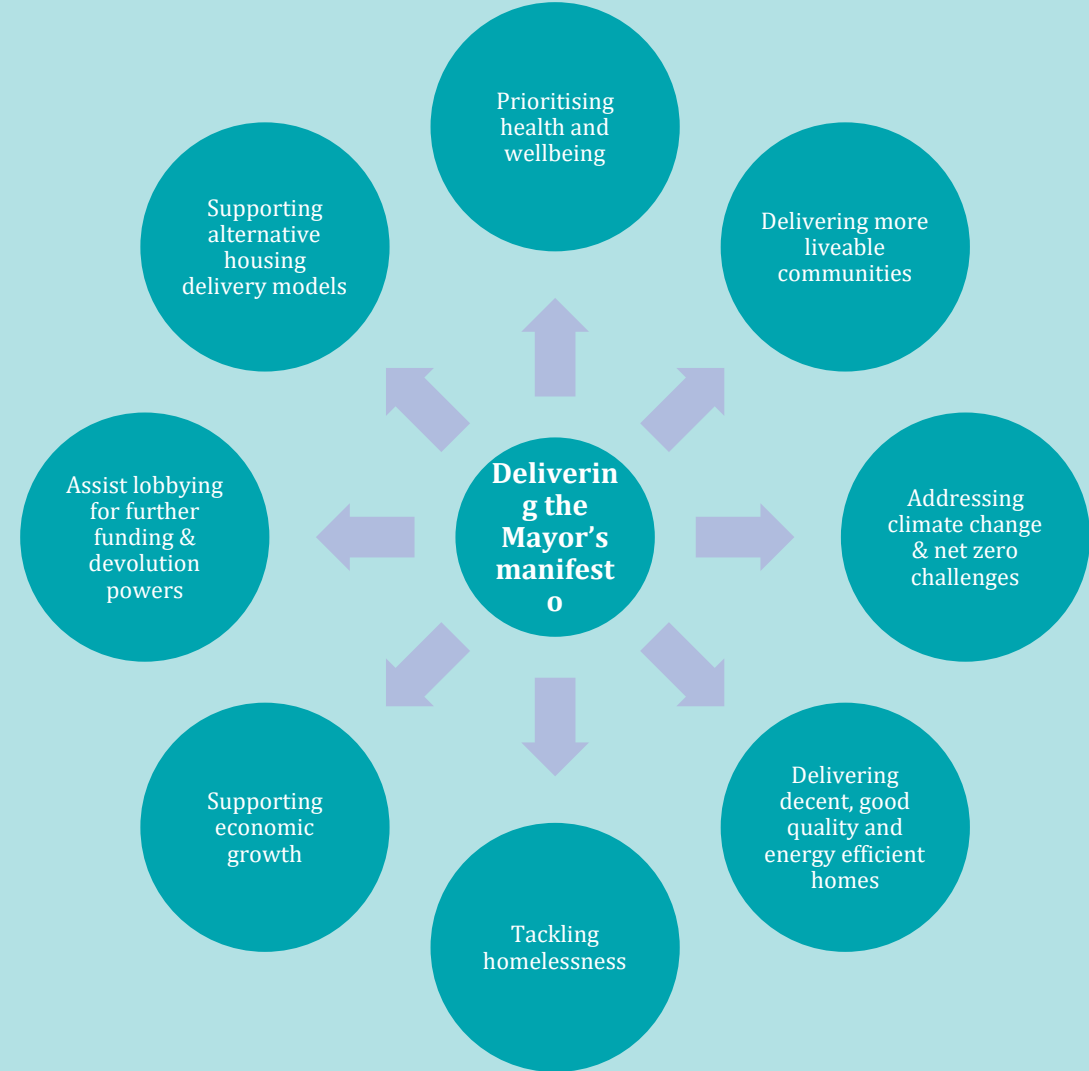 Prioritising
health and
wellbeing
Delivering more
liveable
communities
Addressing
climate change
& net zero
challenges
Delivering
decent, good
quality and
energy efficient
homes
Tackling
homelessness
Supporting
economic
growth
Assist lobbying
for further
funding &
devolution
powers
Supporting
alternative
housing
delivery models
Deliverin
g the
Mayor’s
manifest
o